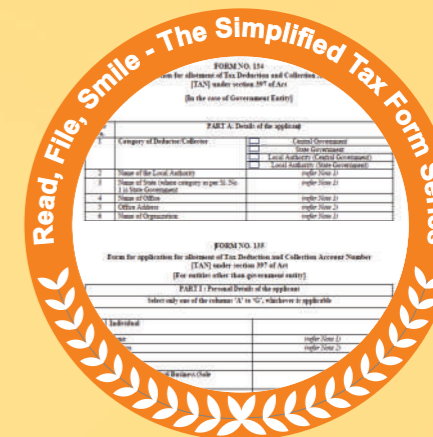 Read, File, Smile - The Simplified Tax Form Series
FORM NO. 134
for allotment of Tax Deduction and Collection
[TAN] under section 397 of Act
[In the case of Government Entity]
PART A: Details of the applicant
1 Category of Deductor/Collector Central Government
State Government
Local Authority (Central Government)
Local Authority (State Government)
2 Name of the Local Authority (refer Note 1)
3 Name of State (where category as per Sl. No. 1 is State Government (refer Note 1)
4 Name of Office (refer Note 1)
5 Office Address (refer Note 2)
6 Name of Organization (refer Note 1)
FORM NO. 135
Form for application for allotment of Tax Deduction and Collection Account Number
[TAN] under section 397 of Act
[For entities other than government entity]
PART I : Personal Details of the applicant
Select only one of the columns 'A' to 'G', whichever is applicable
Individual
(refer Note 1)
(refer Note 2)
Business (Sole